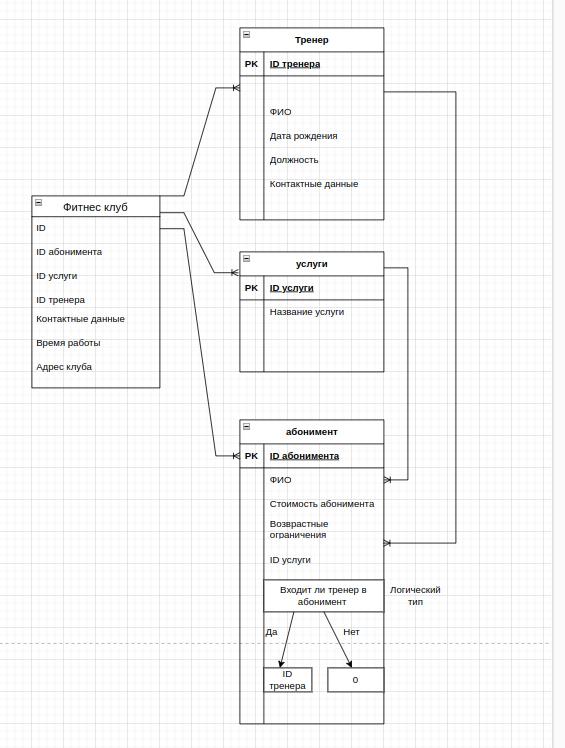 Тренер
PK ID тренера
ФИО
Дата рождения
Должность
Контактные данные
Фитнес клуб
ID
ID абонимента
ID услуги
ID тренера
Контактные данные
Время работы
Адрес клуба
услуги
PK ID услуги
Название услуги
абонимент
PK ID абонимента
ФИО
Стоимость абонимента
Возврастные
ограничения
ID услуги
Входит ли тренер в
абонимент
Логический
тип
Да
Нет
ID
тренера
0